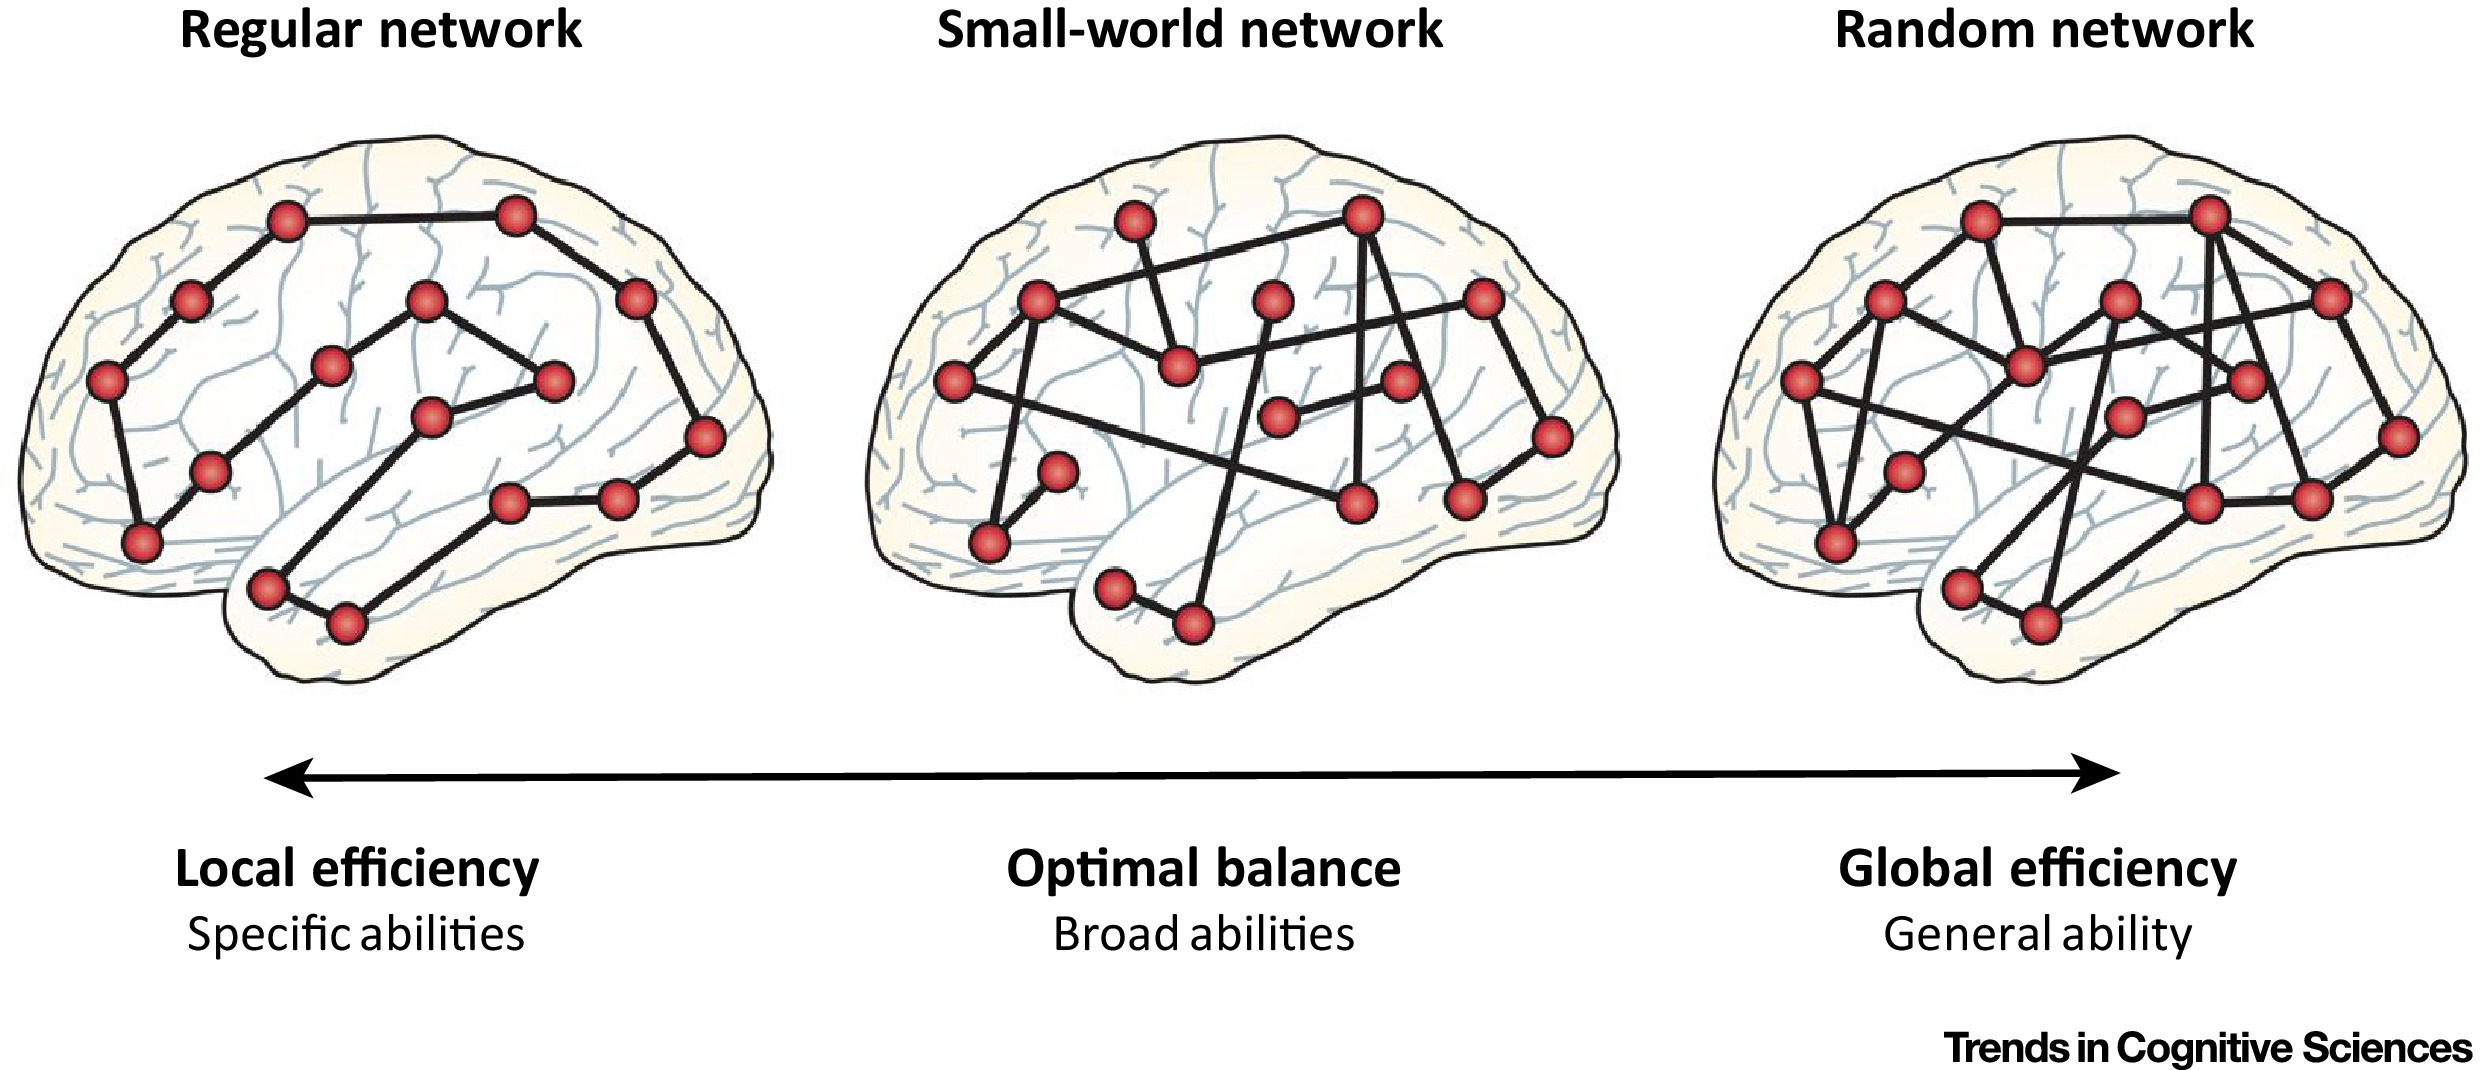 Regular network
Small-world network
Random network
Local efficiency
Specific abilities
Optimal balance
Broad abilities
Global efficiency
General ability
Trends in Cognitive Sciences